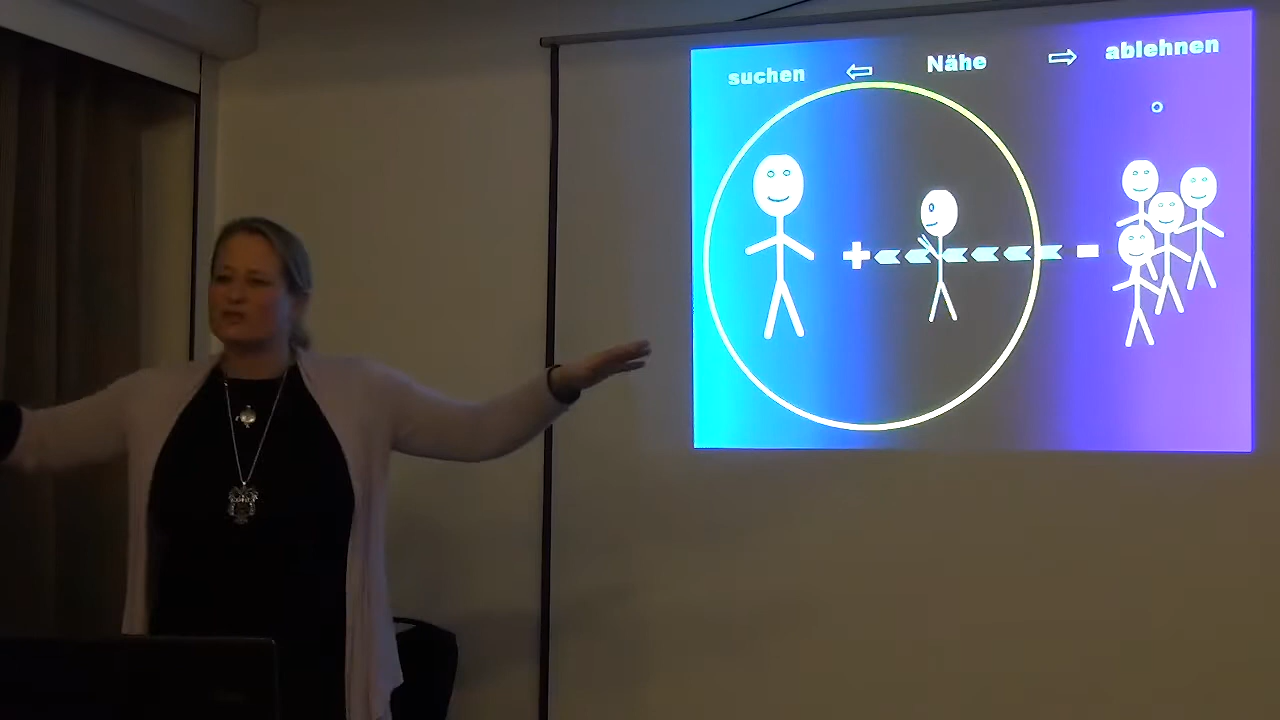 suchen ⇦ Nähe ⇨ ablehnen
+ -